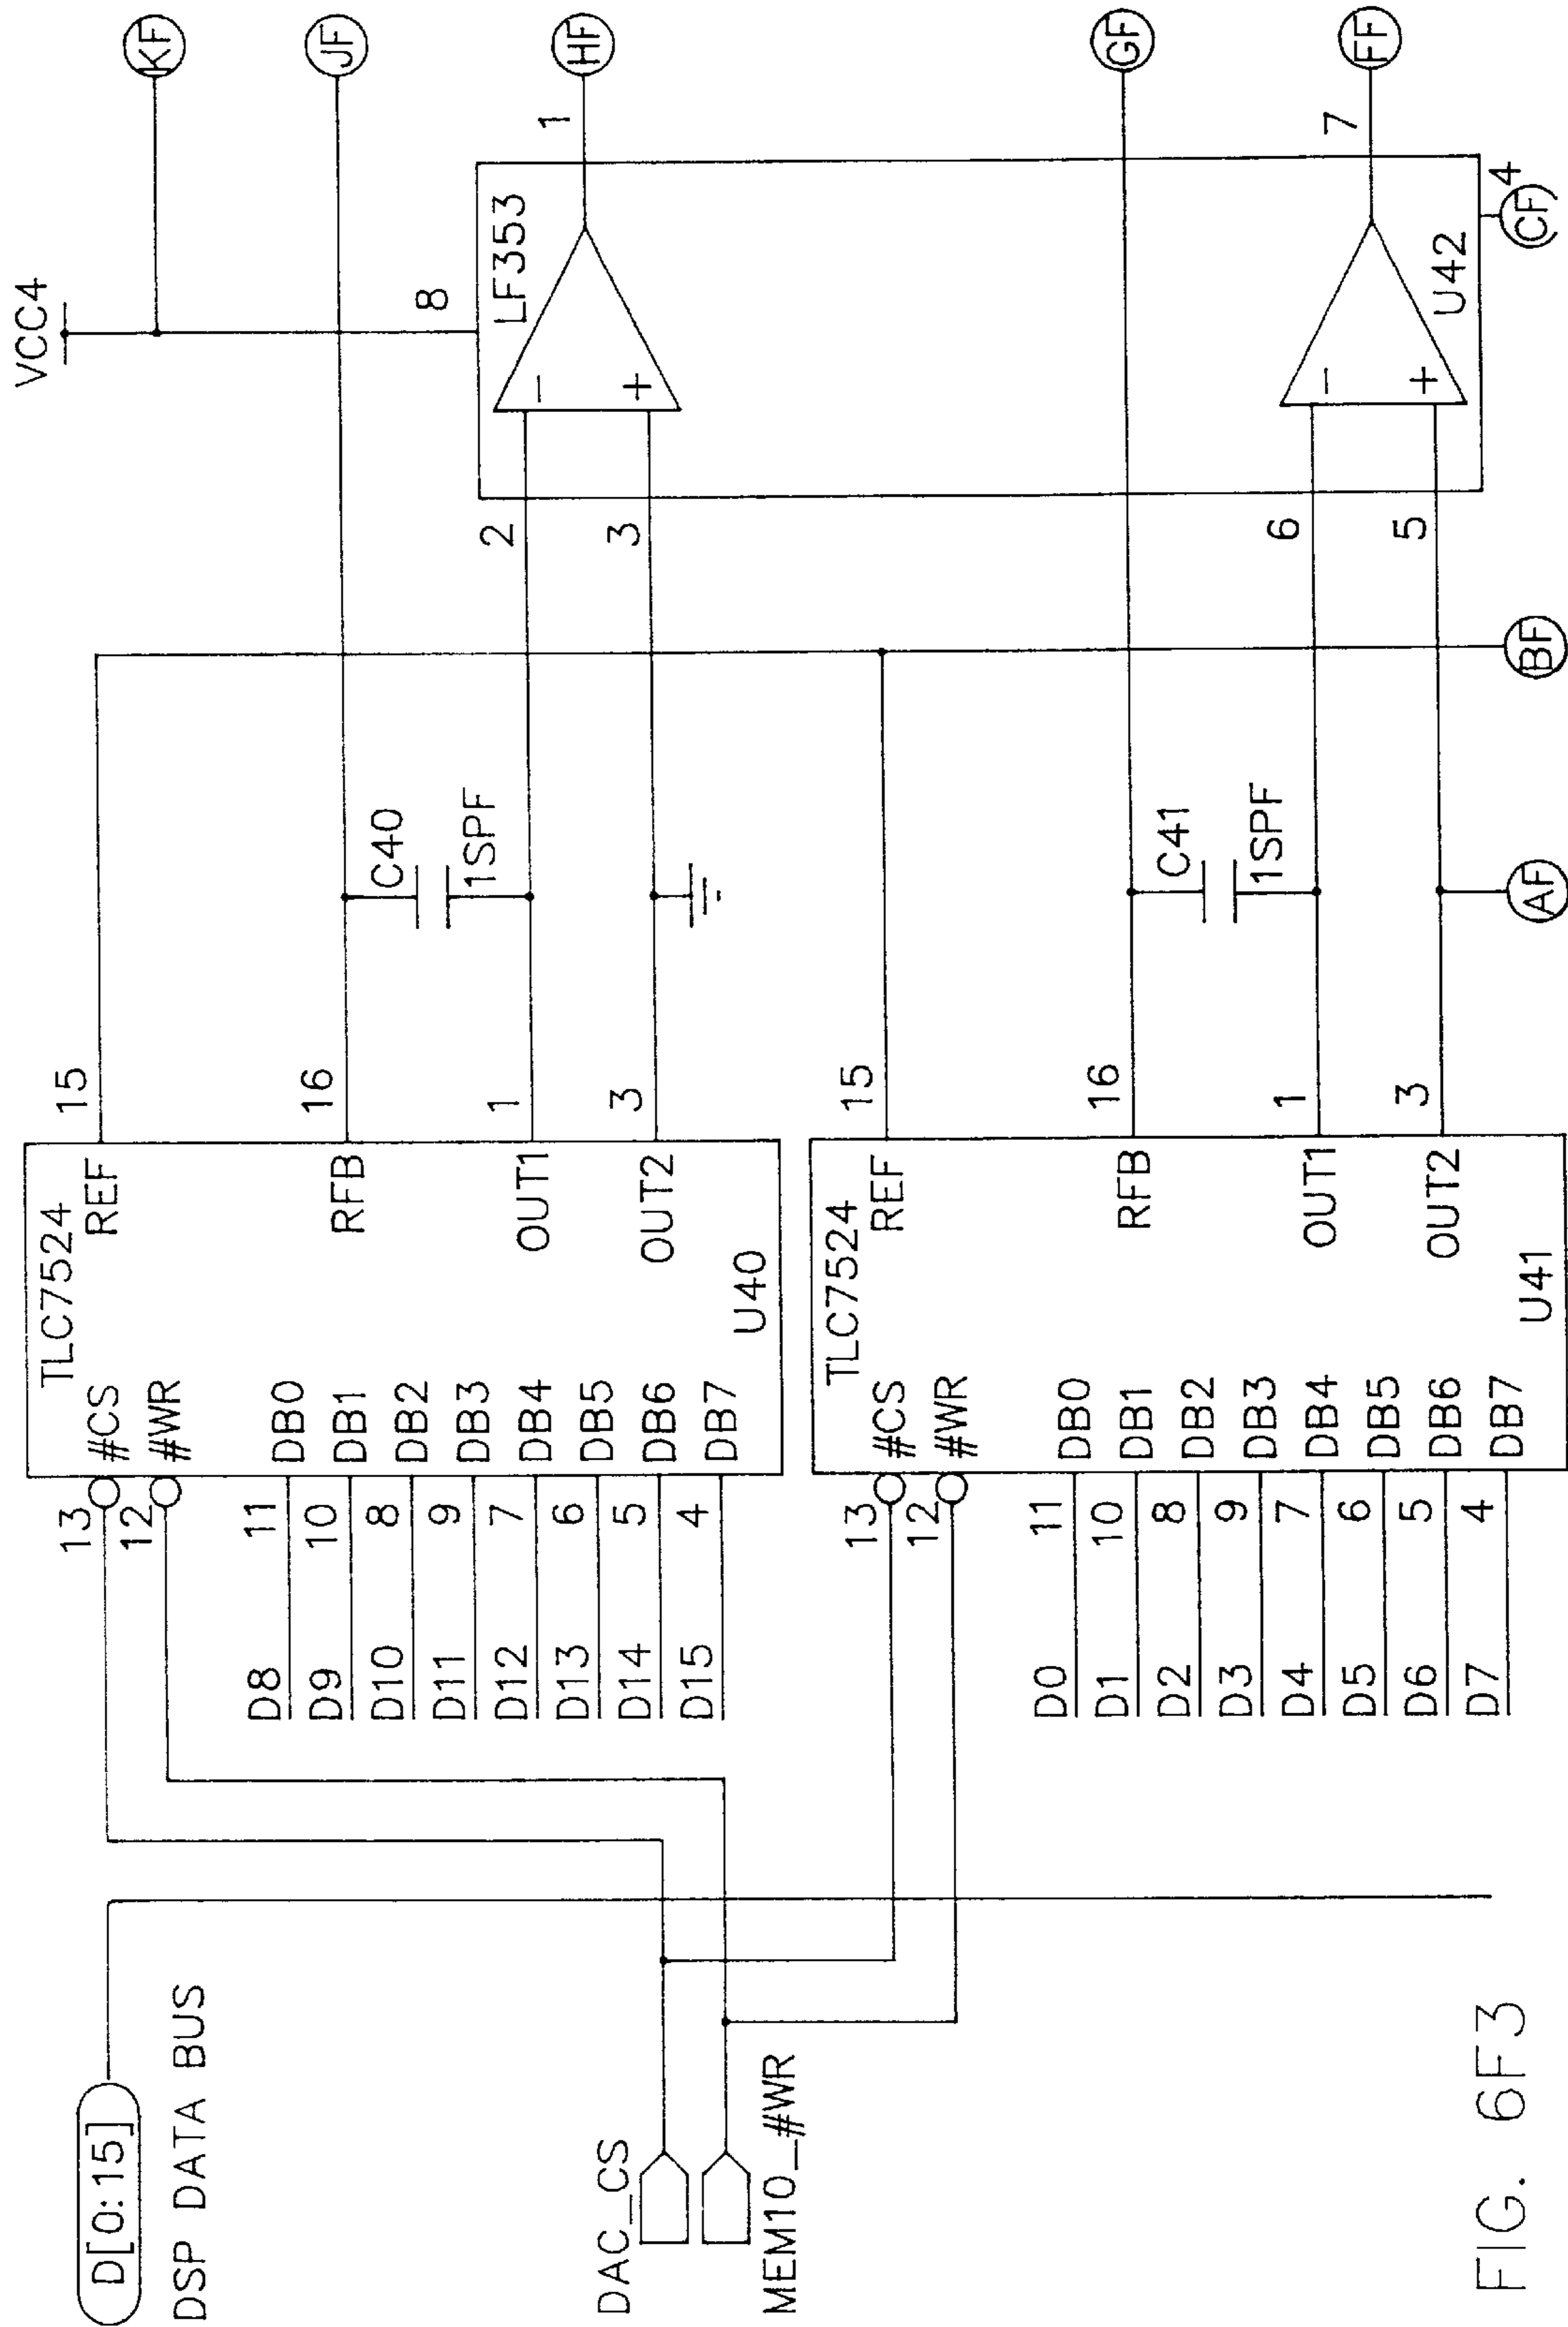 D[0:15]
DSP DATA BUS
DAC_CS
MEM10_#WR
D8
D9
D10
D11
D12
D13
D14
D15
13
12
11
10
8
9
7
6
5
4
TLC7524
#CS
#WR
DB0
DB1
DB2
DB3
DB4
DB5
DB6
DB7
REF
RFB
OUT1
OUT2
U40
15
16
1
3
C40
1SPF
VCC4
8
2
3
LF353
−
+
1
KF
JF
HF
D0
D1
D2
D3
D4
D5
D6
D7
13
12
11
10
8
9
7
6
5
4
TLC7524
#CS
#WR
DB0
DB1
DB2
DB3
DB4
DB5
DB6
DB7
REF
RFB
OUT1
OUT2
U41
15
16
1
3
C41
1SPF
6
5
−
+
U42
7
4
GF
FF
AF
BF
CF
FIG. 6F3